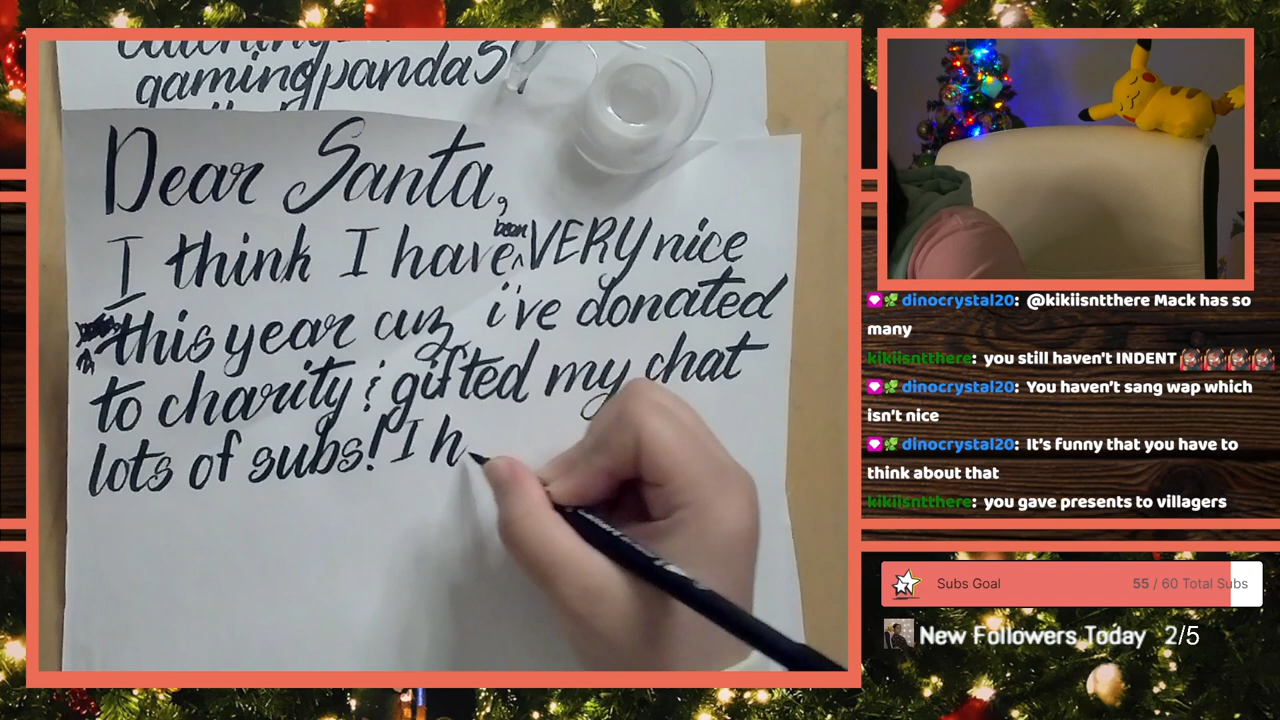 catching
gamingpanda5
Dear Santa,
I think I have been VERY nice
this year cuz i've donated
to charity & gifted my chat
lots of subs! I h
dinocrystal20: @kikiisntthere Mack has so
many
kikiisntthere: you still haven't INDENT
dinocrystal20: You haven't sang wap which
isn't nice
dinocrystal20: It's funny that you have to
think about that
kikiisntthere: you gave presents to villagers
Subs Goal 55 / 60 Total Subs
New Followers Today 2/5